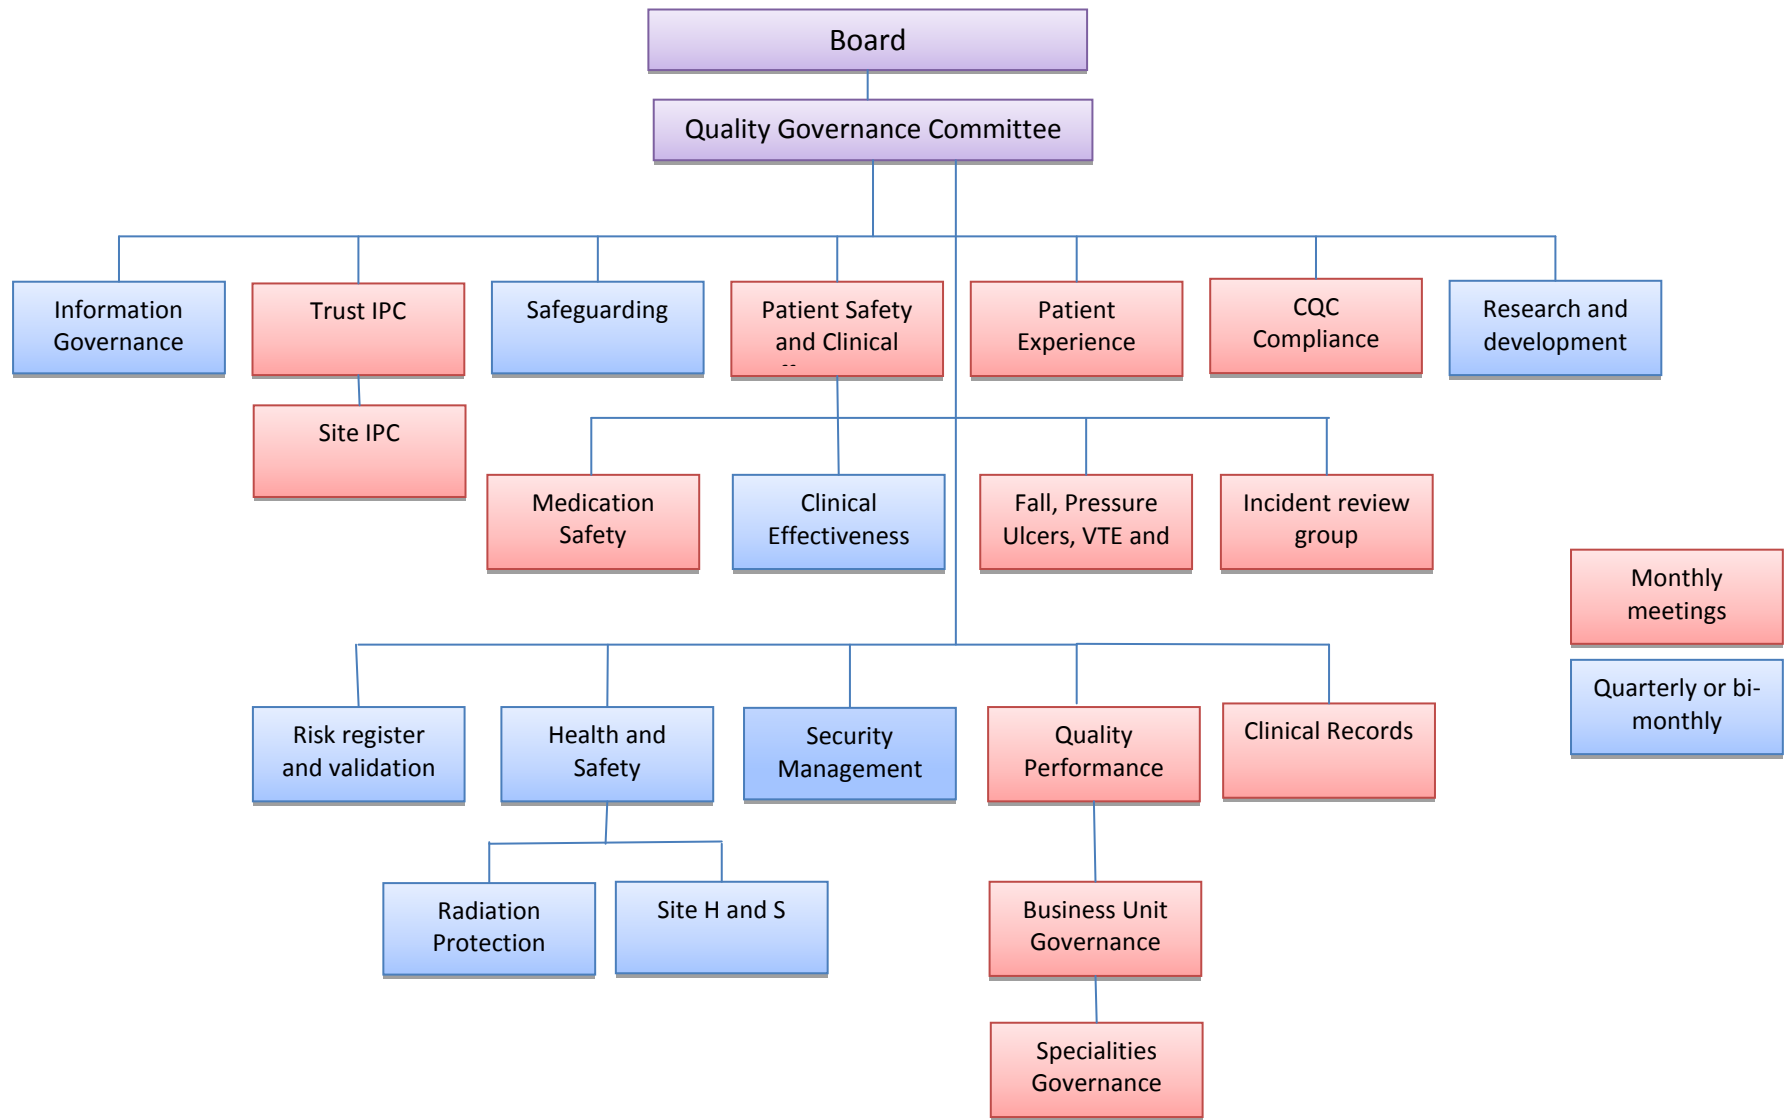 Board
Quality Governance Committee
Information
Governance
Trust IPC
Safeguarding
Patient Safety
and Clinical
Patient
Experience
CQC
Compliance
Research and
development
Site IPC
Medication
Safety
Clinical
Effectiveness
Fall, Pressure
Ulcers, VTE and
Incident review
group
Monthly
meetings
Quarterly or bi-
monthly
Risk register
and validation
Health and
Safety
Security
Management
Quality
Performance
Clinical Records
Radiation
Protection
Site H and S
Business Unit
Governance
Specialities
Governance